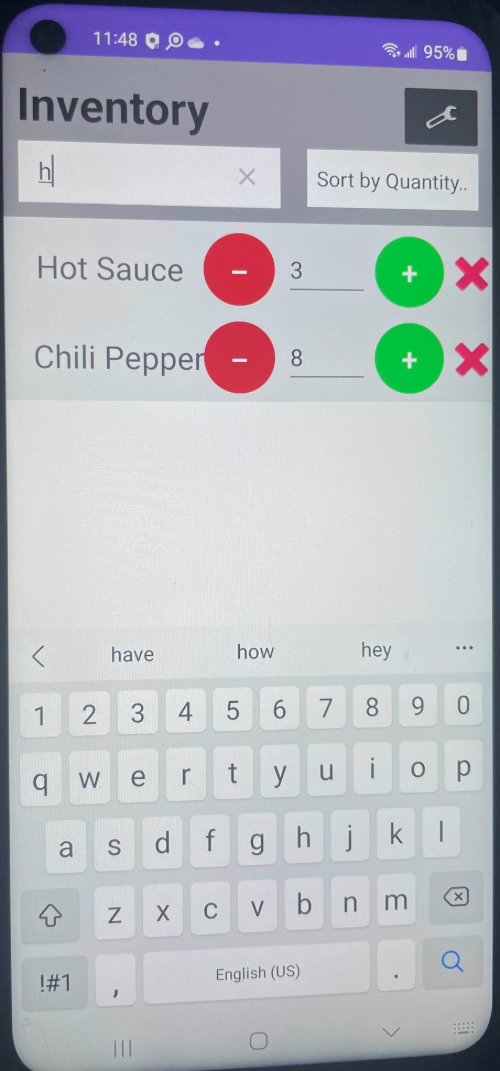 11:48 95%
Inventory
h Sort by Quantity..
Hot Sauce - 3 +
Chili Pepper - 8 +
have how hey ...
1 2 3 4 5 6 7 8 9 0
q w e r t y u i o p
a s d f g h j k l
z x c v b n m
!#1 , English (US) .